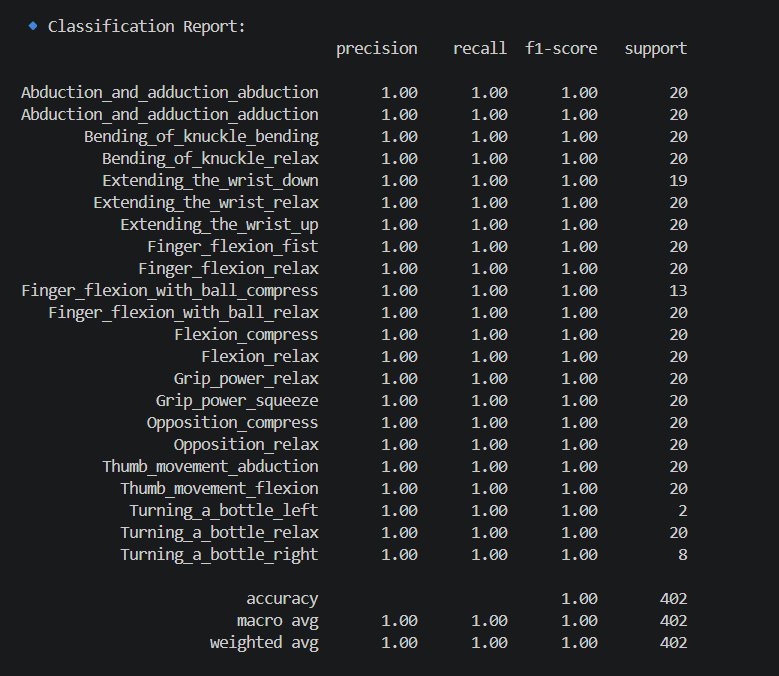 🔹 Classification Report:
precision recall f1-score support
Abduction_and_adduction_abduction 1.00 1.00 1.00 20
Abduction_and_adduction_adduction 1.00 1.00 1.00 20
Bending_of_knuckle_bending 1.00 1.00 1.00 20
Bending_of_knuckle_relax 1.00 1.00 1.00 20
Extending_the_wrist_down 1.00 1.00 1.00 19
Extending_the_wrist_relax 1.00 1.00 1.00 20
Extending_the_wrist_up 1.00 1.00 1.00 20
Finger_flexion_fist 1.00 1.00 1.00 20
Finger_flexion_relax 1.00 1.00 1.00 20
Finger_flexion_with_ball_compress 1.00 1.00 1.00 13
Finger_flexion_with_ball_relax 1.00 1.00 1.00 20
Flexion_compress 1.00 1.00 1.00 20
Flexion_relax 1.00 1.00 1.00 20
Grip_power_relax 1.00 1.00 1.00 20
Grip_power_squeeze 1.00 1.00 1.00 20
Opposition_compress 1.00 1.00 1.00 20
Opposition_relax 1.00 1.00 1.00 20
Thumb_movement_abduction 1.00 1.00 1.00 20
Thumb_movement_flexion 1.00 1.00 1.00 20
Turning_a_bottle_left 1.00 1.00 1.00 2
Turning_a_bottle_relax 1.00 1.00 1.00 20
Turning_a_bottle_right 1.00 1.00 1.00 8
accuracy 1.00 402
macro avg 1.00 1.00 1.00 402
weighted avg 1.00 1.00 1.00 402